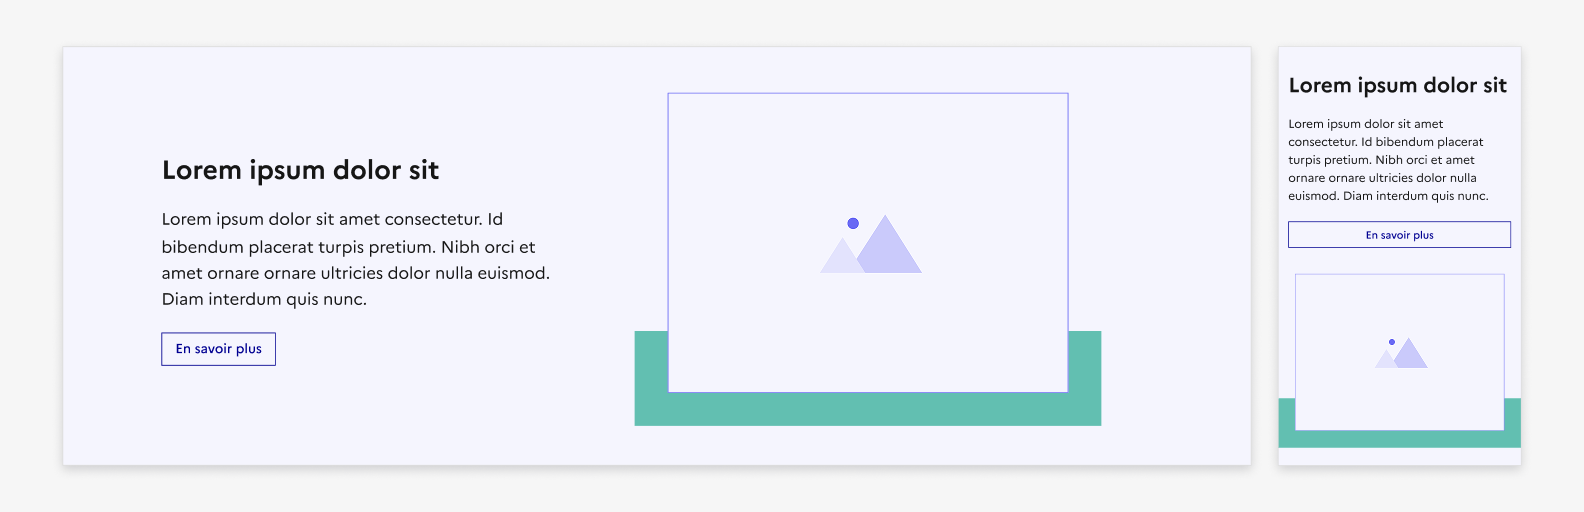 Lorem ipsum dolor sit
Lorem ipsum dolor sit amet consectetur. Id
bibendum placerat turpis pretium. Nibh orci et
amet ornare ornare ultricies dolor nulla euismod.
Diam interdum quis nunc.
En savoir plus
Lorem ipsum dolor sit
Lorem ipsum dolor sit amet
consectetur. Id bibendum placerat
turpis pretium. Nibh orci et amet
ornare ornare ultricies dolor nulla
euismod. Diam interdum quis nunc.
En savoir plus